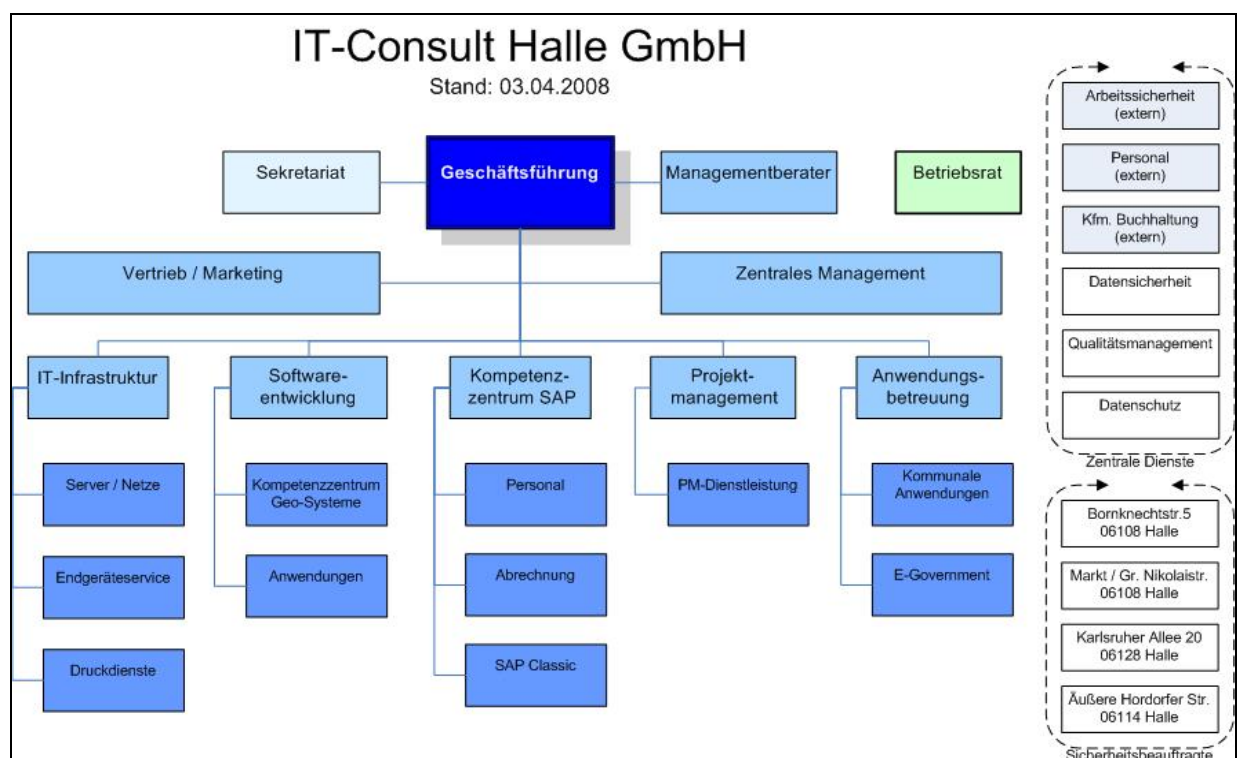 IT-Consult Halle GmbH
Stand: 03.04.2008
Sekretariat
Geschäftsführung
Managementberater
Betriebsrat
Vertrieb / Marketing
Zentrales Management
IT-Infrastruktur
Server / Netze
Endgeräteservice
Druckdienste
Software-
entwicklung
Kompetenzzentrum
Geo-Systeme
Anwendungen
Kompetenz-
zentrum SAP
Personal
Abrechnung
SAP Classic
Projekt-
management
PM-Dienstleistung
Anwendungs-
betreuung
Kommunale
Anwendungen
E-Government
Arbeitssicherheit
(extern)
Personal
(extern)
Kfm. Buchhaltung
(extern)
Datensicherheit
Qualitätsmanagement
Datenschutz
Zentrale Dienste
Bornknechtstr.5
06108 Halle
Markt / Gr. Nikolaistr.
06108 Halle
Karlsruher Allee 20
06128 Halle
Äußere Hordorfer Str.
06114 Halle
Sicherheitsbeauftragte